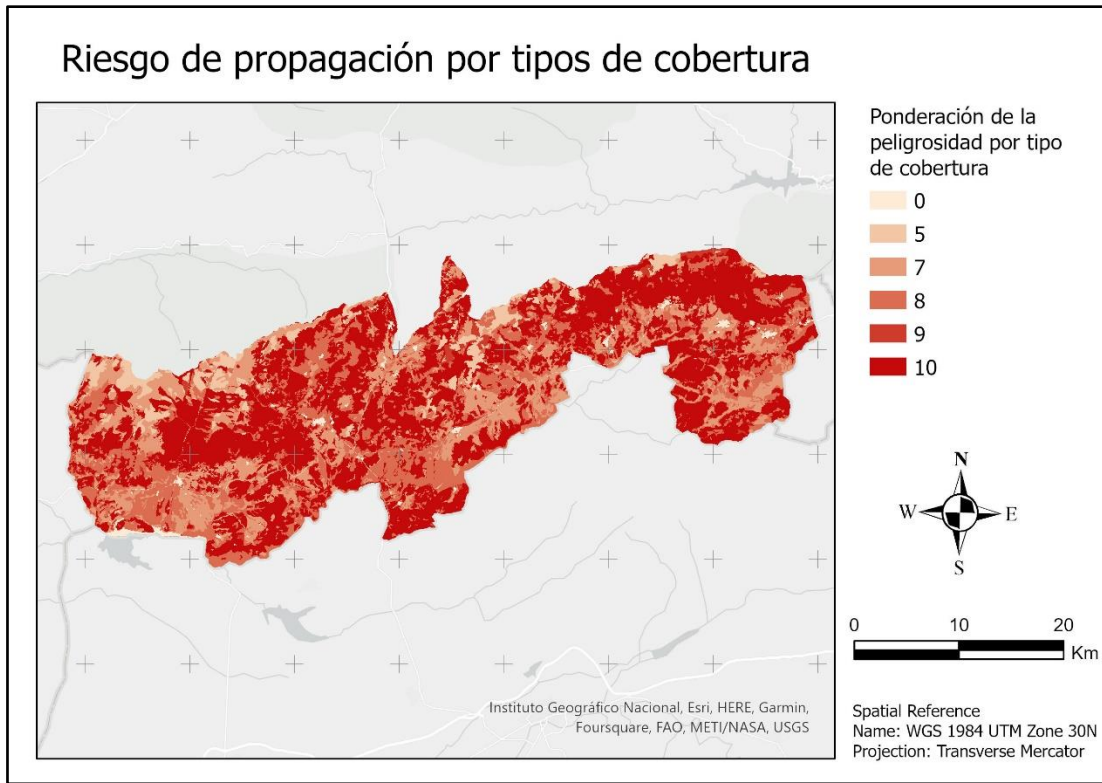 Riesgo de propagación por tipos de cobertura
Ponderación de la
peligrosidad por tipo
de cobertura
0
5
7
8
9
10
N
W E
S
0 10 20
Km
Instituto Geográfico Nacional, Esri, HERE, Garmin,
Foursquare, FAO, METI/NASA, USGS
Spatial Reference
Name: WGS 1984 UTM Zone 30N
Projection: Transverse Mercator